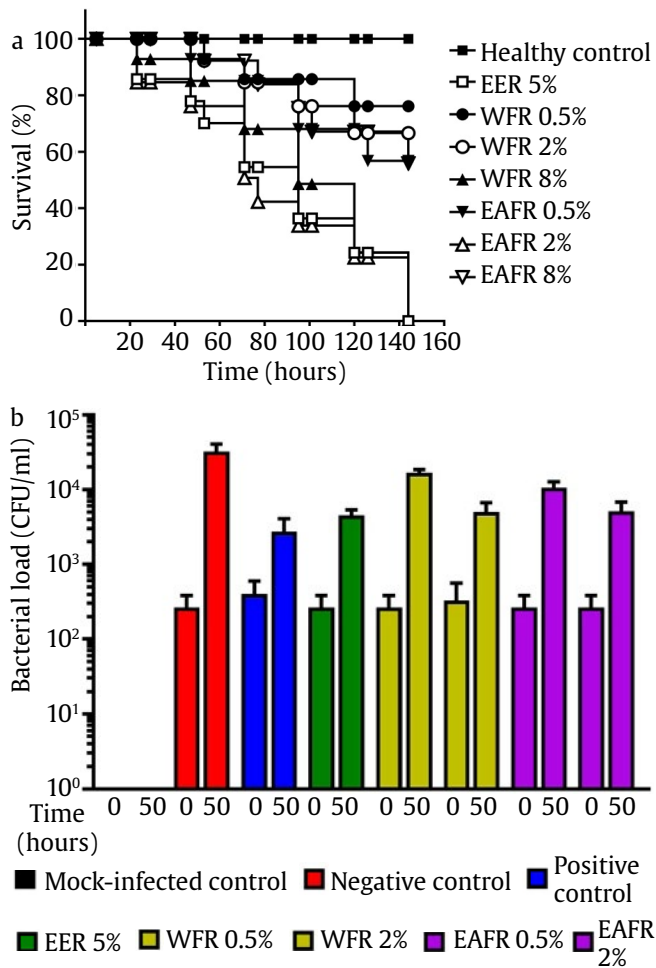 a
Survival (%)
100
80
60
40
20
0
20 40 60 80 100 120 140 160
Time (hours)
Healthy control
EER 5%
WFR 0.5%
WFR 2%
WFR 8%
EAFR 0.5%
EAFR 2%
EAFR 8%
b
Bacterial load (CFU/ml)
10⁵
10⁴
10³
10²
10¹
10⁰
Time
(hours)
0 50 0 50 0 50 0 50 0 50 0 50 0 50 0 50
Mock-infected control
Negative control
Positive
control
EER 5%
WFR 0.5%
WFR 2%
EAFR 0.5%
EAFR
2%